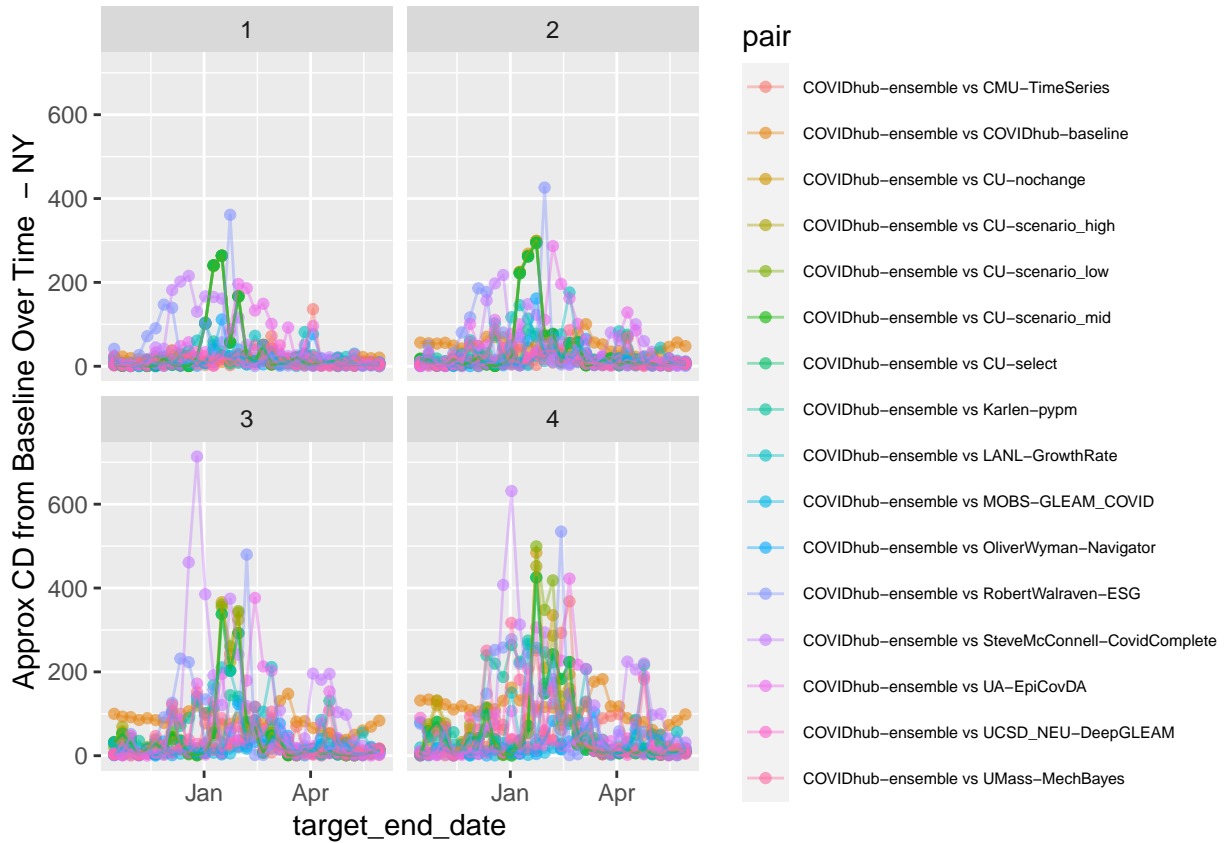 1
2
600
400
200
0
3
4
600
400
200
0
Jan
Apr
Jan
Apr
target_end_date
Approx CD from Baseline Over Time − NY
pair
COVIDhub−ensemble vs CMU−TimeSeries
COVIDhub−ensemble vs COVIDhub−baseline
COVIDhub−ensemble vs CU−nochange
COVIDhub−ensemble vs CU−scenario_high
COVIDhub−ensemble vs CU−scenario_low
COVIDhub−ensemble vs CU−scenario_mid
COVIDhub−ensemble vs CU−select
COVIDhub−ensemble vs Karlen−pypm
COVIDhub−ensemble vs LANL−GrowthRate
COVIDhub−ensemble vs MOBS−GLEAM_COVID
COVIDhub−ensemble vs OliverWyman−Navigator
COVIDhub−ensemble vs RobertWalraven−ESG
COVIDhub−ensemble vs SteveMcConnell−CovidComplete
COVIDhub−ensemble vs UA−EpiCovDA
COVIDhub−ensemble vs UCSD_NEU−DeepGLEAM
COVIDhub−ensemble vs UMass−MechBayes